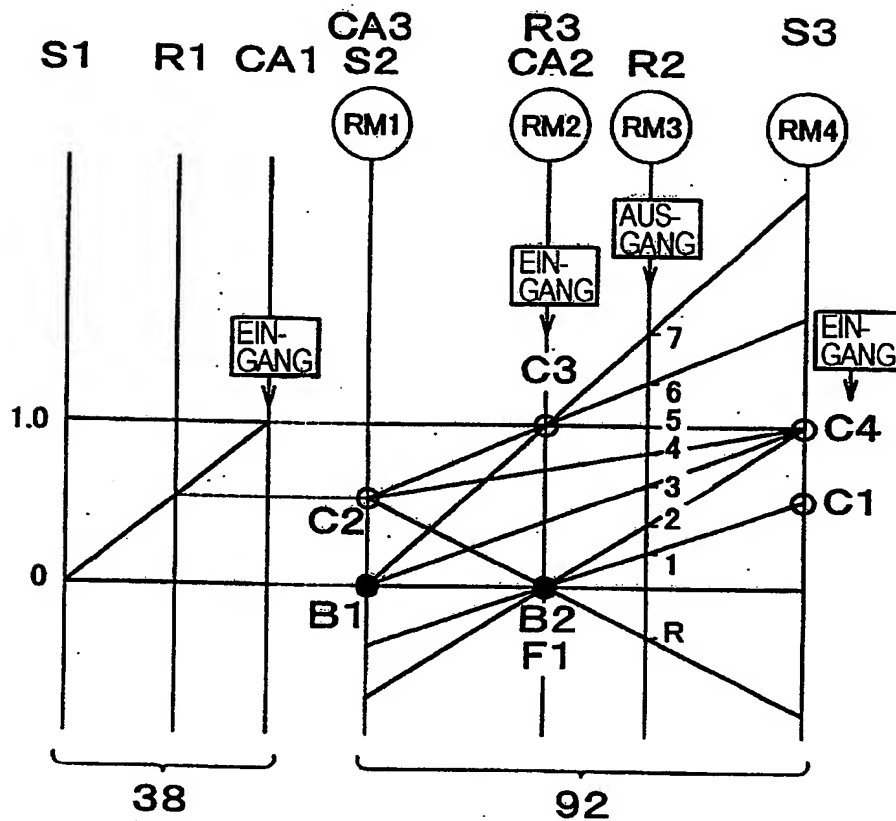 CA3 R3 S3
S1 R1 CA1 S2 CA2 R2
RM1 RM2 RM3 RM4
AUS-
GANG
EIN-
GANG
EIN-
GANG
EIN-
GANG
7
C3
6
1.0
5
C4
4
3
C2
2
C1
1
0
B1
B2
R
F1
38
92